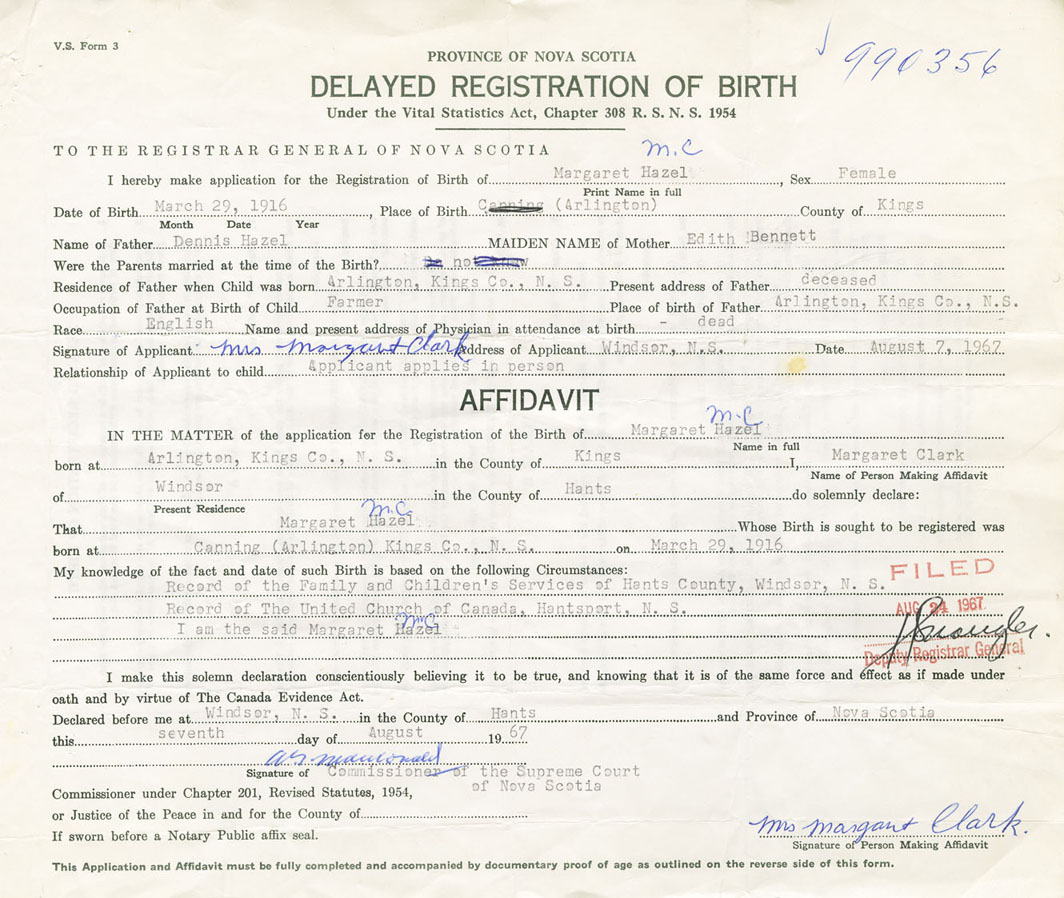 V.S. Form 3
990356
PROVINCE OF NOVA SCOTIA
DELAYED REGISTRATION OF BIRTH
Under the Vital Statistics Act, Chapter 308 R. S. N. S. 1954
TO THE REGISTRAR GENERAL OF NOVA SCOTIA
M.C
I hereby make application for the Registration of Birth of Margaret Hazel, Sex Female
Print Name in full
Date of Birth March 29, 1916, Place of Birth Canning (Arlington) County of Kings
Month Date Year
Name of Father Dennis Hazel MAIDEN NAME of Mother Edith Bennett
Were the Parents married at the time of the Birth? Do not know
Residence of Father when Child was born Arlington, Kings Co., N. S. Present address of Father deceased
Occupation of Father at Birth of Child Farmer Place of birth of Father Arlington, Kings Co., N.S.
Race English Name and present address of Physician in attendance at birth - dead
Signature of Applicant Mrs Margaret Clark Address of Applicant Windsor, N.S. Date August 7, 1967
Relationship of Applicant to child Applicant applies in person
AFFIDAVIT
M.C
IN THE MATTER of the application for the Registration of the Birth of Margaret Hazel
Name in full
born at Arlington, Kings Co., N. S. in the County of Kings I, Margaret Clark
Name of Person Making Affidavit
of Windsor in the County of Hants do solemnly declare:
Present Residence
M.C.
That Margaret Hazel Whose Birth is sought to be registered was
born at Canning (Arlington) Kings Co., N. S. on March 29, 1916
My knowledge of the fact and date of such Birth is based on the following Circumstances:
FILED
Record of the Family and Children's Services of Hants County, Windsor, N. S.
Record of The United Church of Canada, Hantsport, N. S.
AUG 24 1967
I am the said Margaret Hazel
MC
Deputy Registrar General
I make this solemn declaration conscientiously believing it to be true, and knowing that it is of the same force and effect as if made under
oath and by virtue of The Canada Evidence Act.
Declared before me at Windsor, N. S. in the County of Hants and Province of Nova Scotia
this seventh day of August 1967
Signature of Commissioner of the Supreme Court
of Nova Scotia
Commissioner under Chapter 201, Revised Statutes, 1954,
or Justice of the Peace in and for the County of
If sworn before a Notary Public affix seal.
Mrs Margaret Clark.
Signature of Person Making Affidavit
This Application and Affidavit must be fully completed and accompanied by documentary proof of age as outlined on the reverse side of this form.